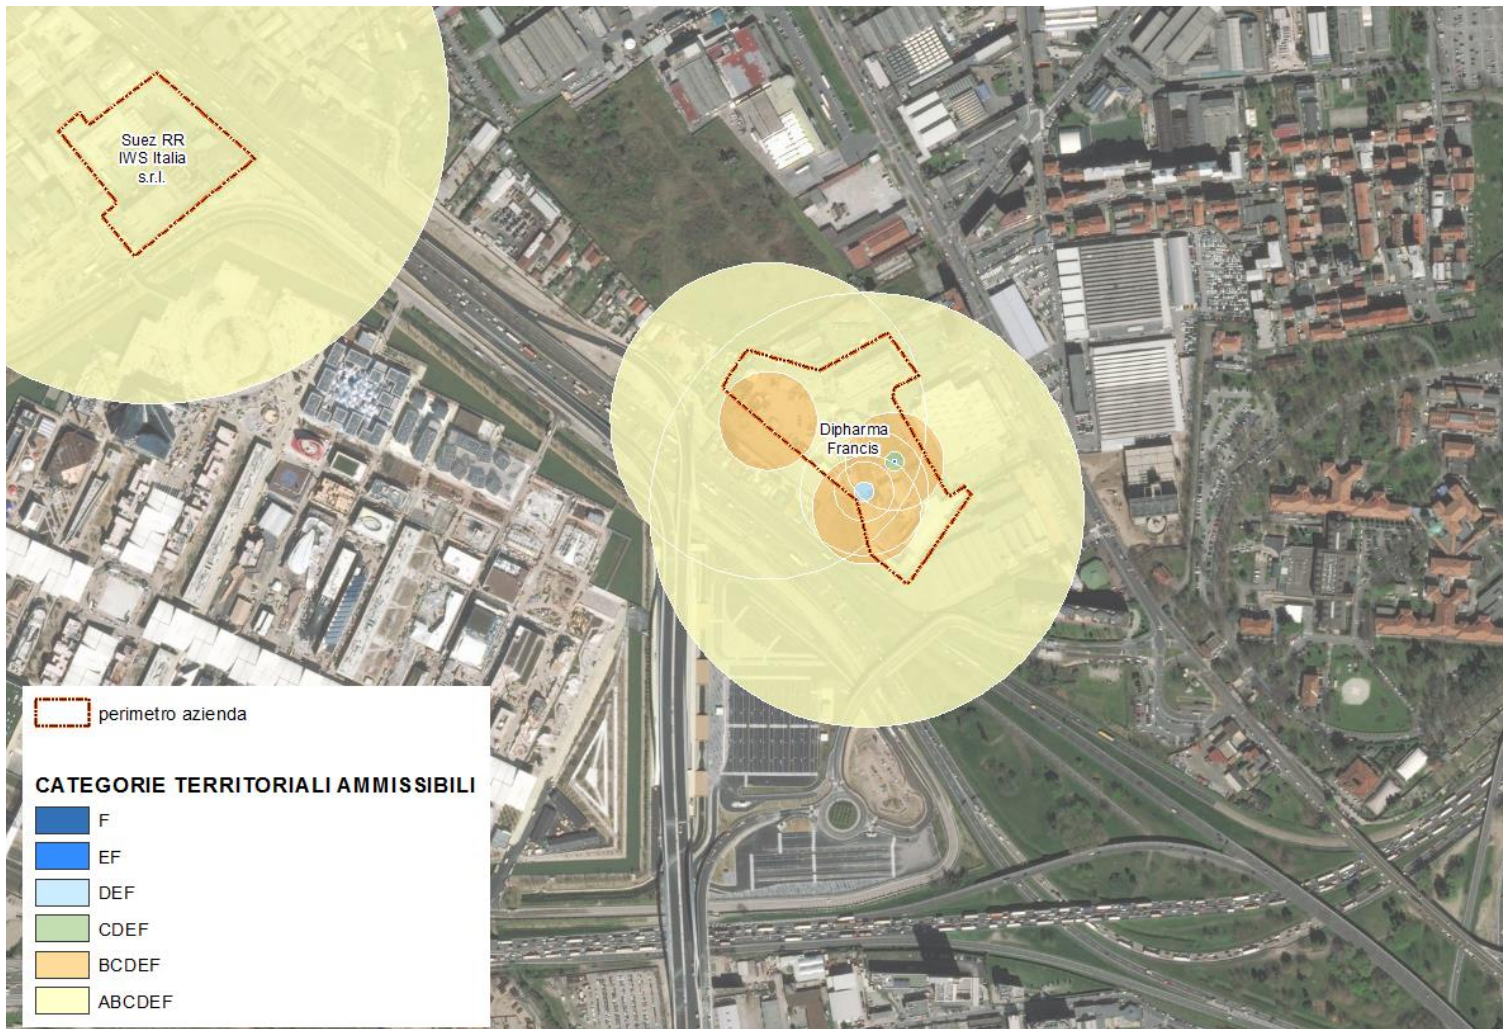 Suez RR
IWS Italia
s.r.l.
Dipharma
Francis
perimetro azienda
CATEGORIE TERRITORIALI AMMISSIBILI
F
EF
DEF
CDEF
BCDEF
ABCDEF